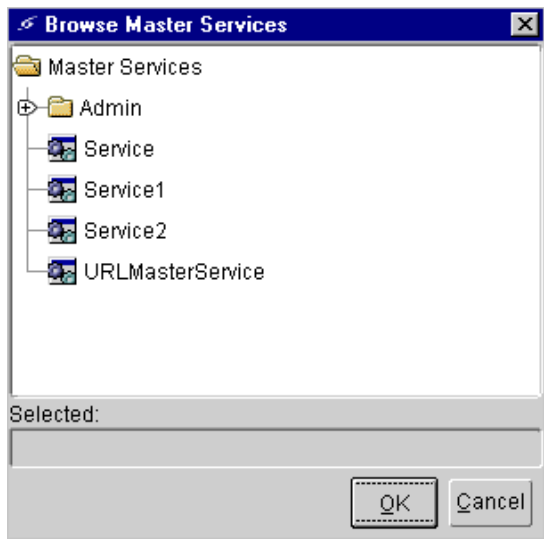 Browse Master Services
Master Services
Admin
Service
Service1
Service2
URLMasterService
Selected:
OK Cancel